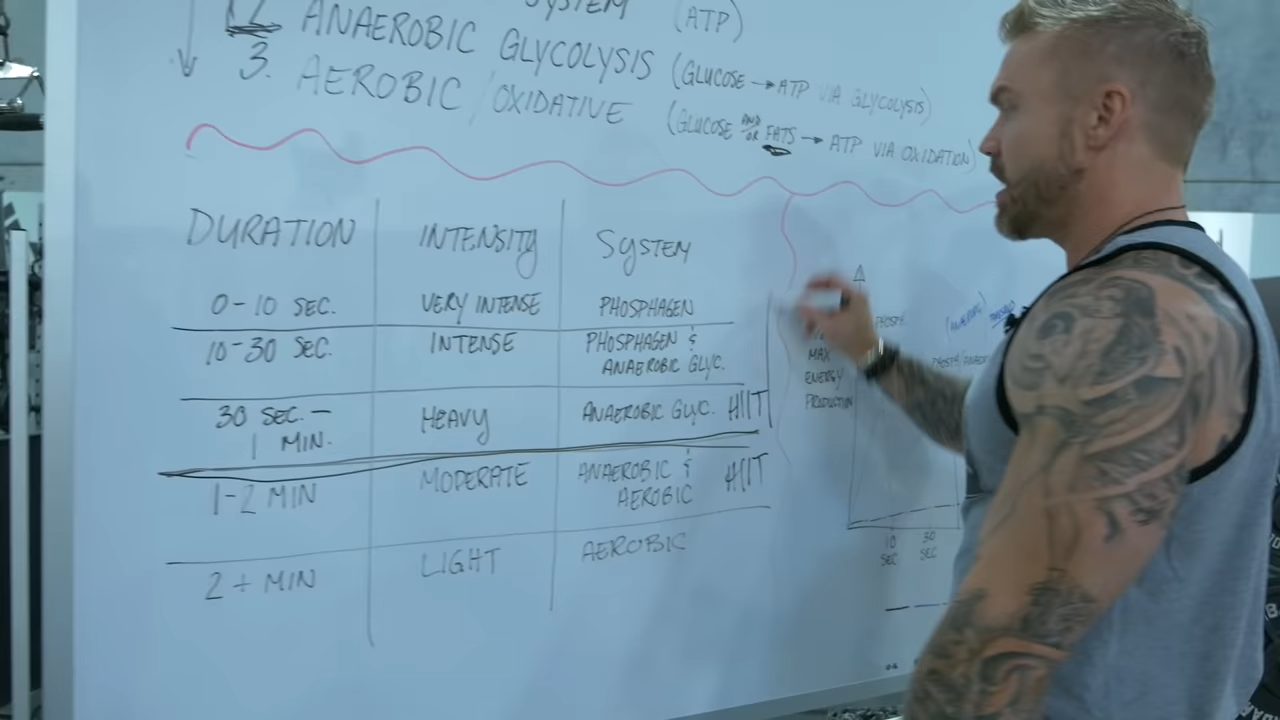 SYSTEM (ATP)
2. ANAEROBIC GLYCOLYSIS (GLUCOSE → ATP VIA GLYCOLYSIS)
3. AEROBIC / OXIDATIVE (GLUCOSE AND OR FATS → ATP VIA OXIDATION)
DURATION INTENSITY SYSTEM
0-10 SEC. VERY INTENSE PHOSPHAGEN
10-30 SEC. INTENSE PHOSPHAGEN &
ANAEROBIC GLYC.
30 SEC. – HEAVY ANAEROBIC GLYC. HIIT
1 MIN.
1-2 MIN MODERATE ANAEROBIC & HIIT
AEROBIC
2 + MIN LIGHT AEROBIC
PHOSPH.
MAX
ENERGY
PRODUCTION
10 30
SEC SEC